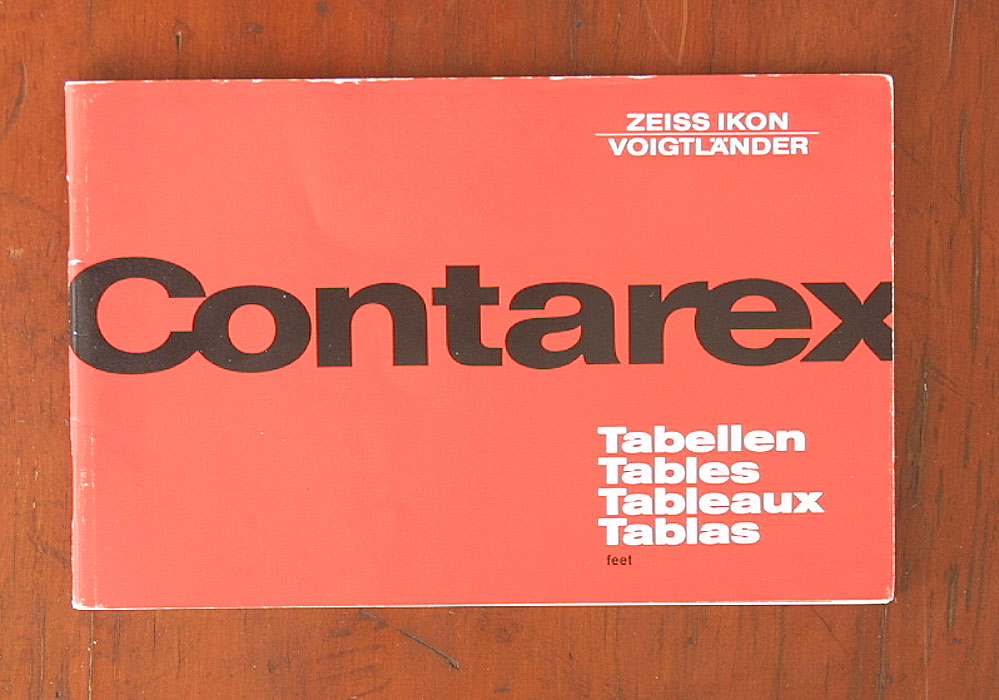 ZEISS IKON
VOIGTLÄNDER
Contarex
Tabellen
Tables
Tableaux
Tablas
feet